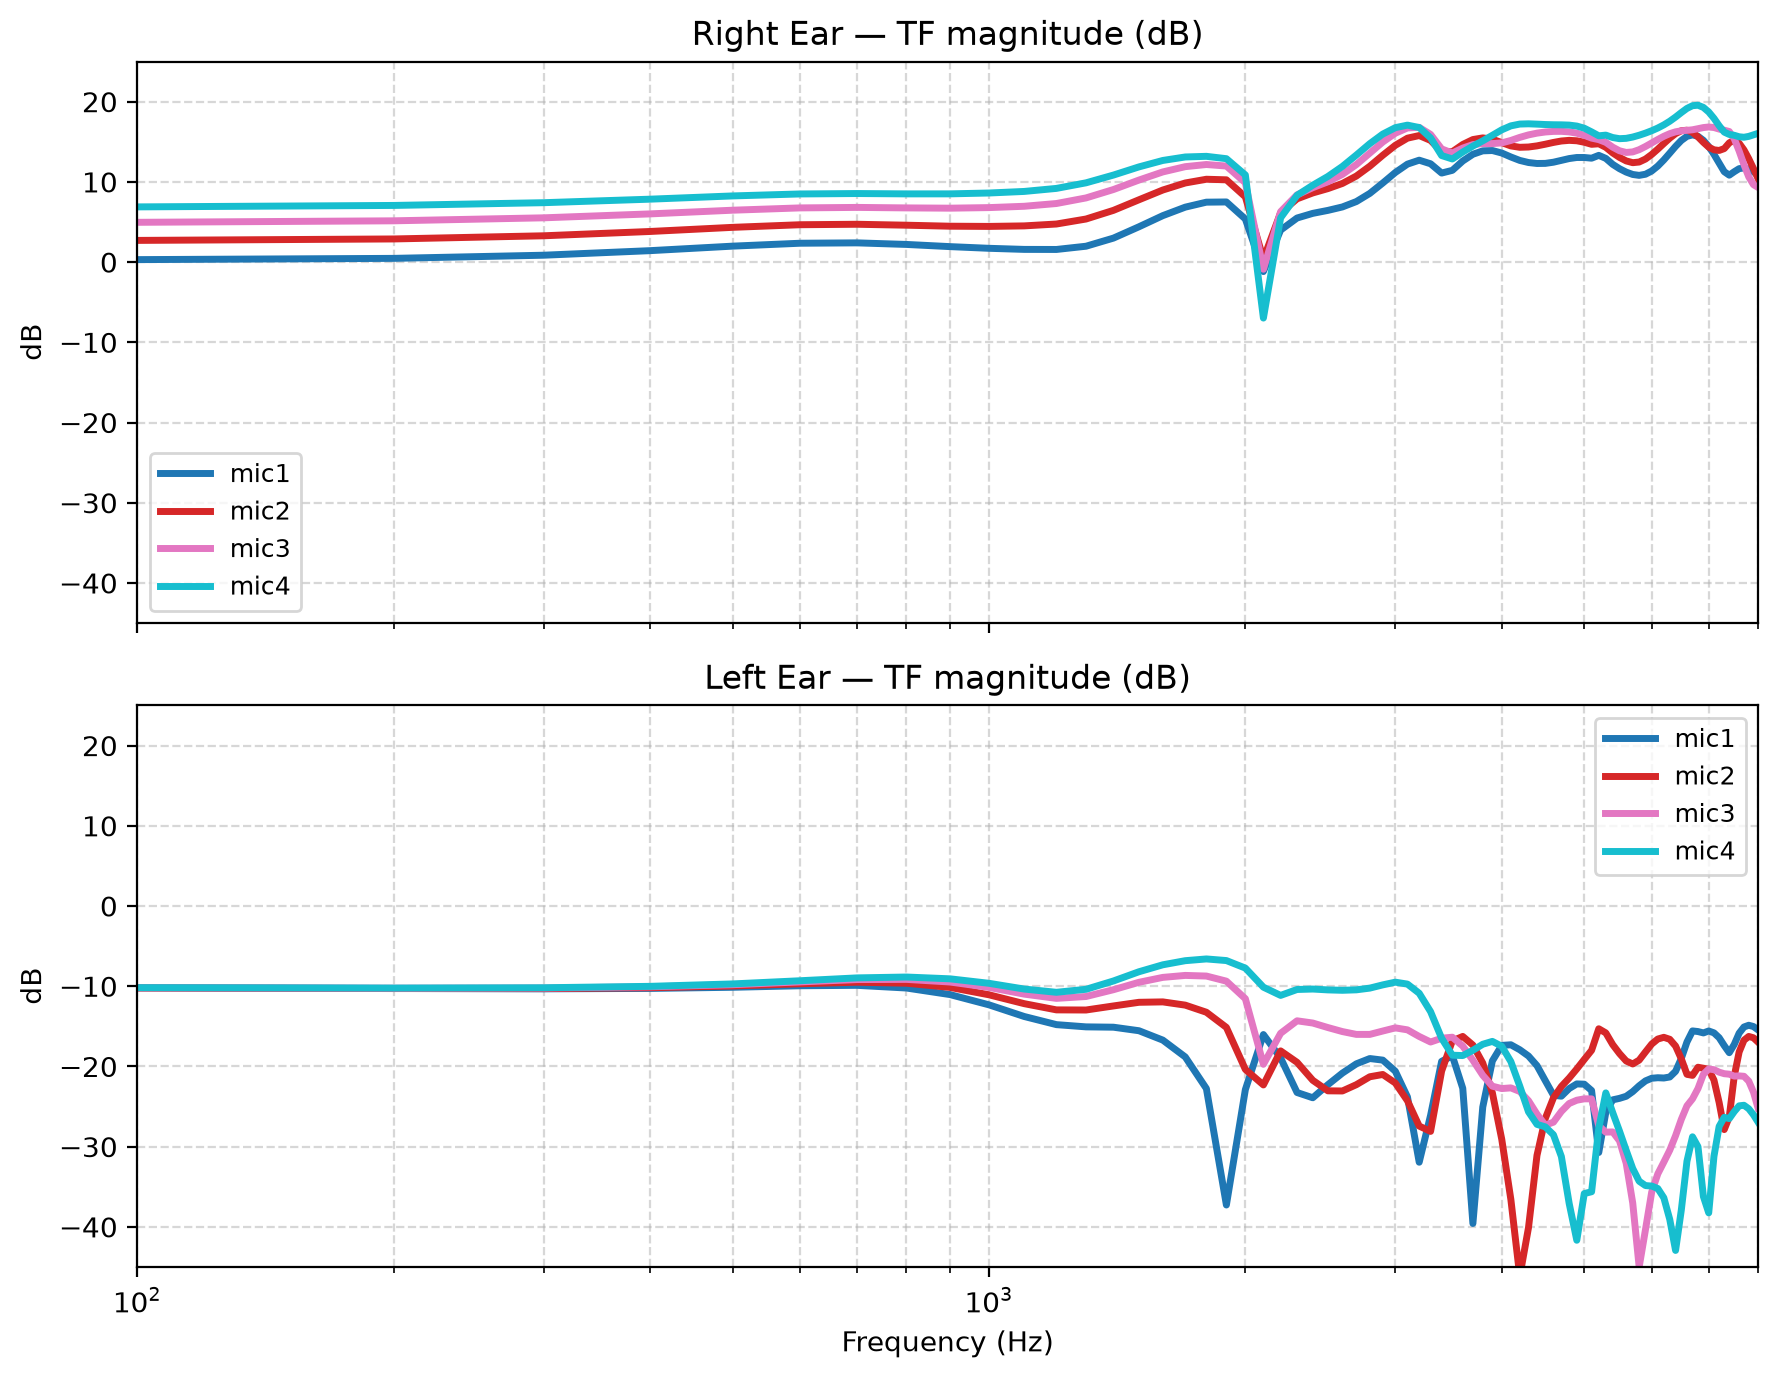 Right Ear — TF magnitude (dB)
20
10
0
−10
−20
−30
−40
dB
mic1
mic2
mic3
mic4
Left Ear — TF magnitude (dB)
20
10
0
−10
−20
−30
−40
dB
mic1
mic2
mic3
mic4
10²
10³
Frequency (Hz)